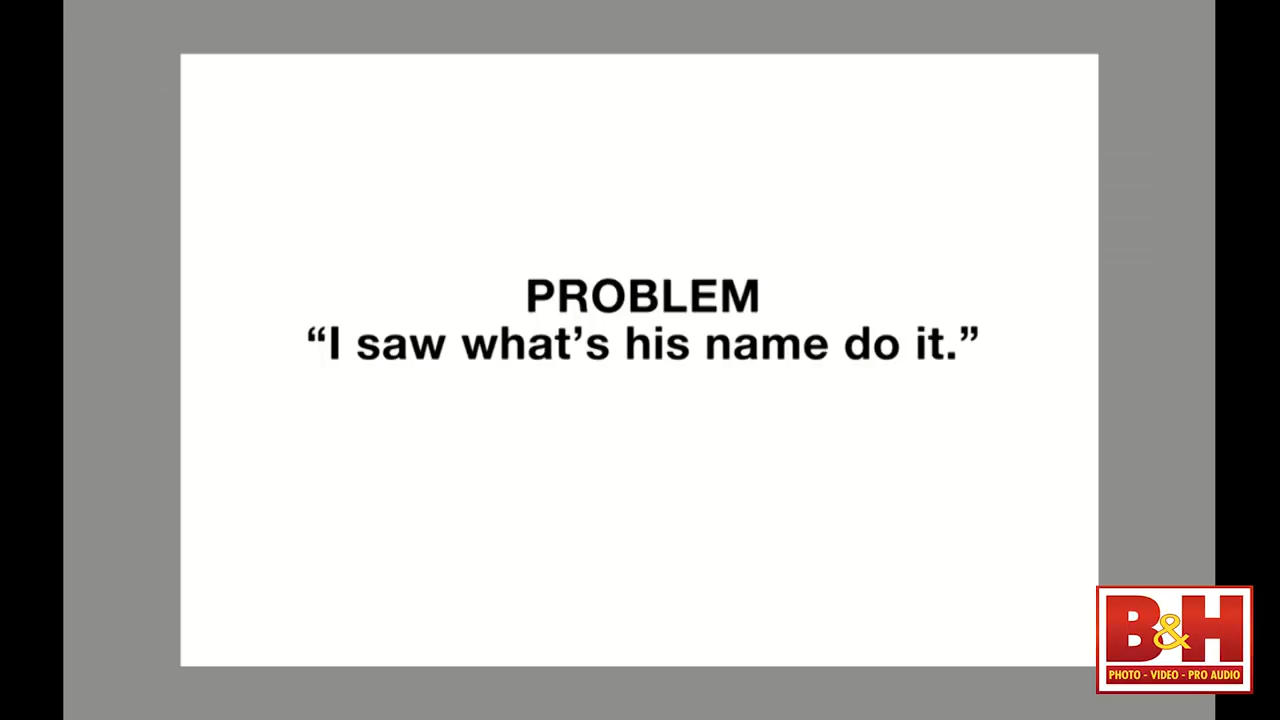 PROBLEM
“I saw what’s his name do it.”
B&H
PHOTO - VIDEO - PRO AUDIO